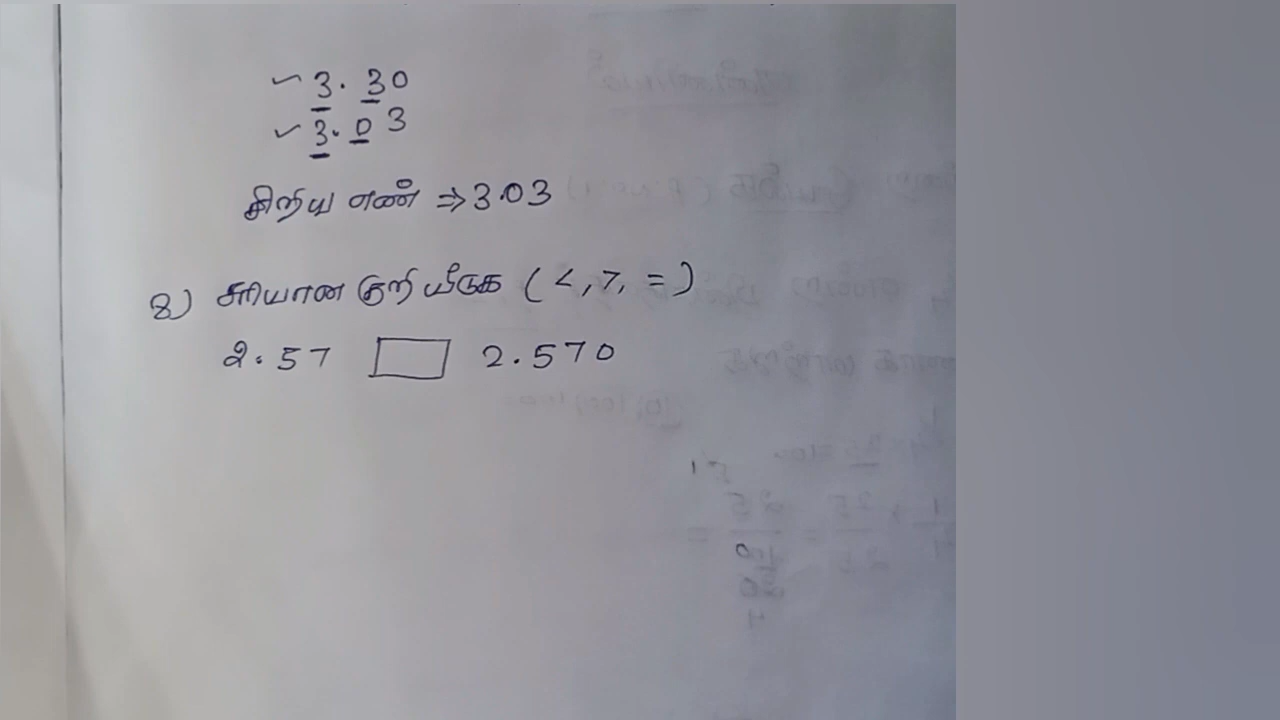 ✓ 3.30
✓ 3.03
சிறிய எண் ⇒ 3.03
8) சரியான குறியீடுக ( <, >, = )
2.57 □ 2.570